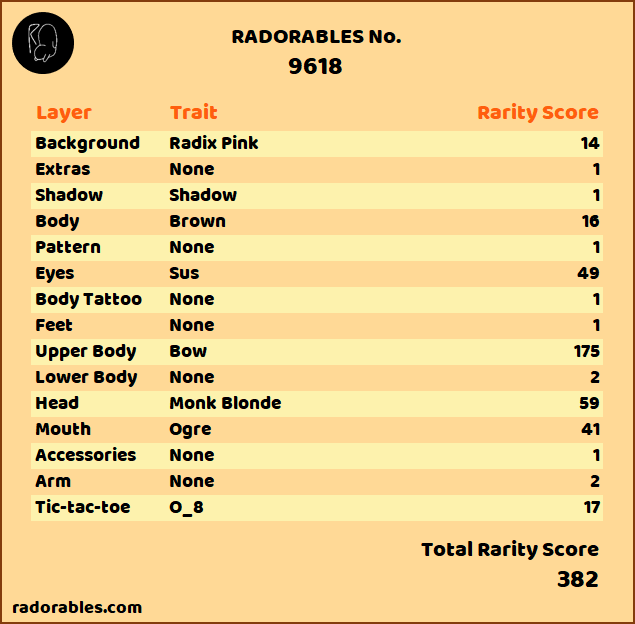 RADORABLES No.
9618
Layer Trait Rarity Score
Background Radix Pink 14
Extras None 1
Shadow Shadow 1
Body Brown 16
Pattern None 1
Eyes Sus 49
Body Tattoo None 1
Feet None 1
Upper Body Bow 175
Lower Body None 2
Head Monk Blonde 59
Mouth Ogre 41
Accessories None 1
Arm None 2
Tic-tac-toe O_8 17
Total Rarity Score
382
radorables.com